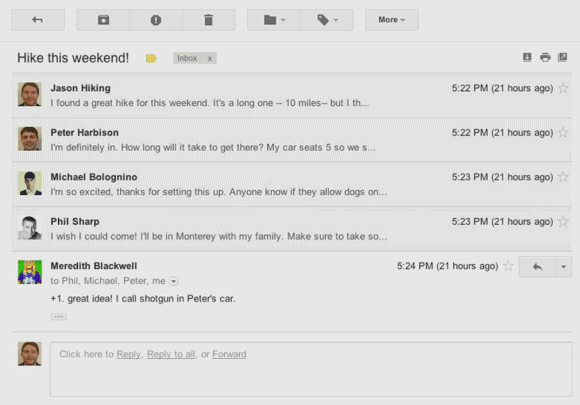 More
Hike this weekend!
Inbox x
Jason Hiking 5:22 PM (21 hours ago)
I found a great hike for this weekend. It's a long one -- 10 miles-- but I th...
Peter Harbison 5:22 PM (21 hours ago)
I'm definitely in. How long will it take to get there? My car seats 5 so we s...
Michael Bolognino 5:23 PM (21 hours ago)
I'm so excited, thanks for setting this up. Anyone know if they allow dogs on...
Phil Sharp 5:23 PM (21 hours ago)
I wish I could come! I'll be in Monterey with my family. Make sure to take so...
Meredith Blackwell 5:24 PM (21 hours ago)
to Phil, Michael, Peter, me
+1. great idea! I call shotgun in Peter's car.
Click here to Reply, Reply to all, or Forward